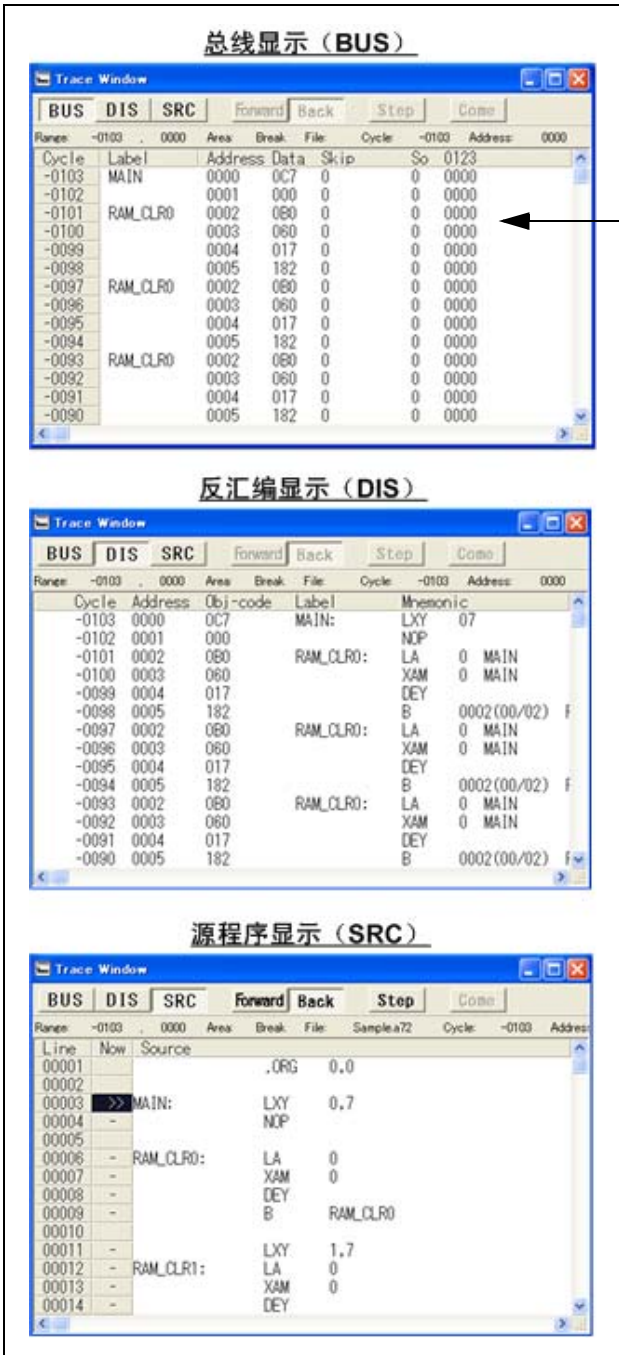 总线显示（BUS）
Trace Window
BUS DIS SRC Forward Back Step Come
Range: -0103 , 0000 Area: Break: File: Cycle: -0103 Address: 0000
Cycle Label Address Data Skip So 0123
-0103 MAIN 0000 0C7 0 0 0000
-0102 0001 000 0 0 0000
-0101 RAM_CLR0 0002 0B0 0 0 0000
-0100 0003 060 0 0 0000
-0099 0004 017 0 0 0000
-0098 0005 182 0 0 0000
-0097 RAM_CLR0 0002 0B0 0 0 0000
-0096 0003 060 0 0 0000
-0095 0004 017 0 0 0000
-0094 0005 182 0 0 0000
-0093 RAM_CLR0 0002 0B0 0 0 0000
-0092 0003 060 0 0 0000
-0091 0004 017 0 0 0000
-0090 0005 182 0 0 0000
反汇编显示（DIS）
Trace Window
BUS DIS SRC Forward Back Step Come
Range: -0103 , 0000 Area: Break: File: Cycle: -0103 Address: 0000
Cycle Address Obj-code Label Mnemonic
-0103 0000 0C7 MAIN: LXY 07
-0102 0001 000 NOP
-0101 0002 0B0 RAM_CLR0: LA 0 MAIN
-0100 0003 060 XAM 0 MAIN
-0099 0004 017 DEY
-0098 0005 182 B 0002(00/02)
-0097 0002 0B0 RAM_CLR0: LA 0 MAIN
-0096 0003 060 XAM 0 MAIN
-0095 0004 017 DEY
-0094 0005 182 B 0002(00/02)
-0093 0002 0B0 RAM_CLR0: LA 0 MAIN
-0092 0003 060 XAM 0 MAIN
-0091 0004 017 DEY
-0090 0005 182 B 0002(00/02)
源程序显示（SRC）
Trace Window
BUS DIS SRC Forward Back Step Come
Range: -0103 , 0000 Area: Break: File: Sample.a72 Cycle: -0103 Addres
Line Now Source
00001 .ORG 0.0
00002
00003 >> MAIN: LXY 0.7
00004 - NOP
00005
00006 - RAM_CLR0: LA 0
00007 - XAM 0
00008 - DEY
00009 - B RAM_CLR0
00010
00011 - LXY 1.7
00012 - RAM_CLR1: LA 0
00013 - XAM 0
00014 - DEY